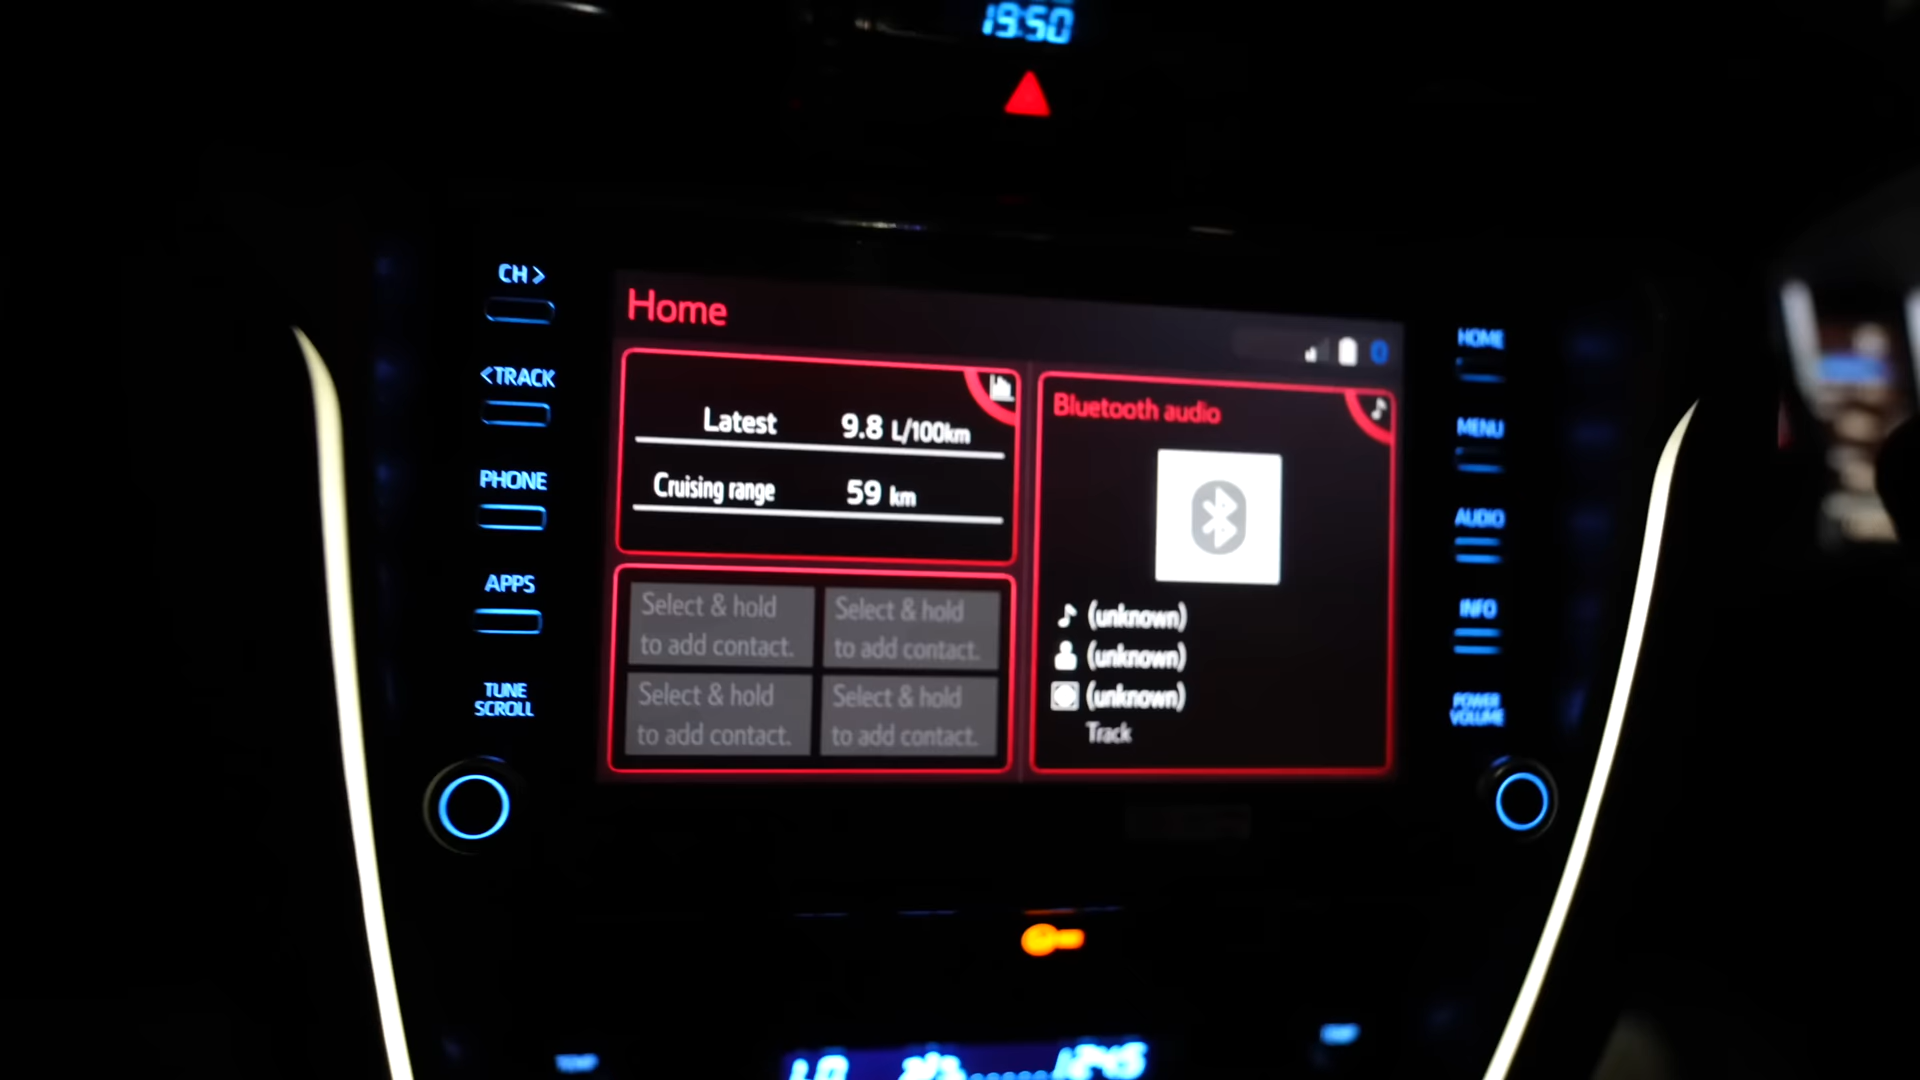 19:50
CH >
<TRACK
PHONE
APPS
TUNE
SCROLL
Home
Latest 9.8 L/100km
Cruising range 59 km
Select & hold
to add contact.
Select & hold
to add contact.
Select & hold
to add contact.
Select & hold
to add contact.
Bluetooth audio
(unknown)
(unknown)
(unknown)
Track
HOME
MENU
AUDIO
INFO
POWER
VOLUME
TEMP
LO